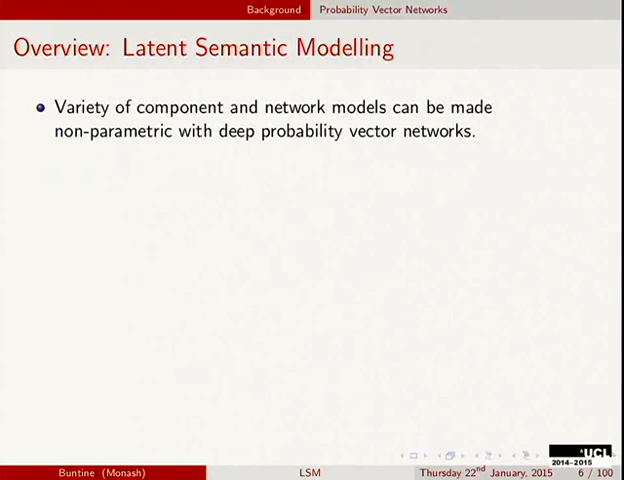 Background Probability Vector Networks
Overview: Latent Semantic Modelling
Variety of component and network models can be made
non-parametric with deep probability vector networks.
UCL
2014-2015
Buntine (Monash) LSM Thursday 22nd January, 2015 6 / 100